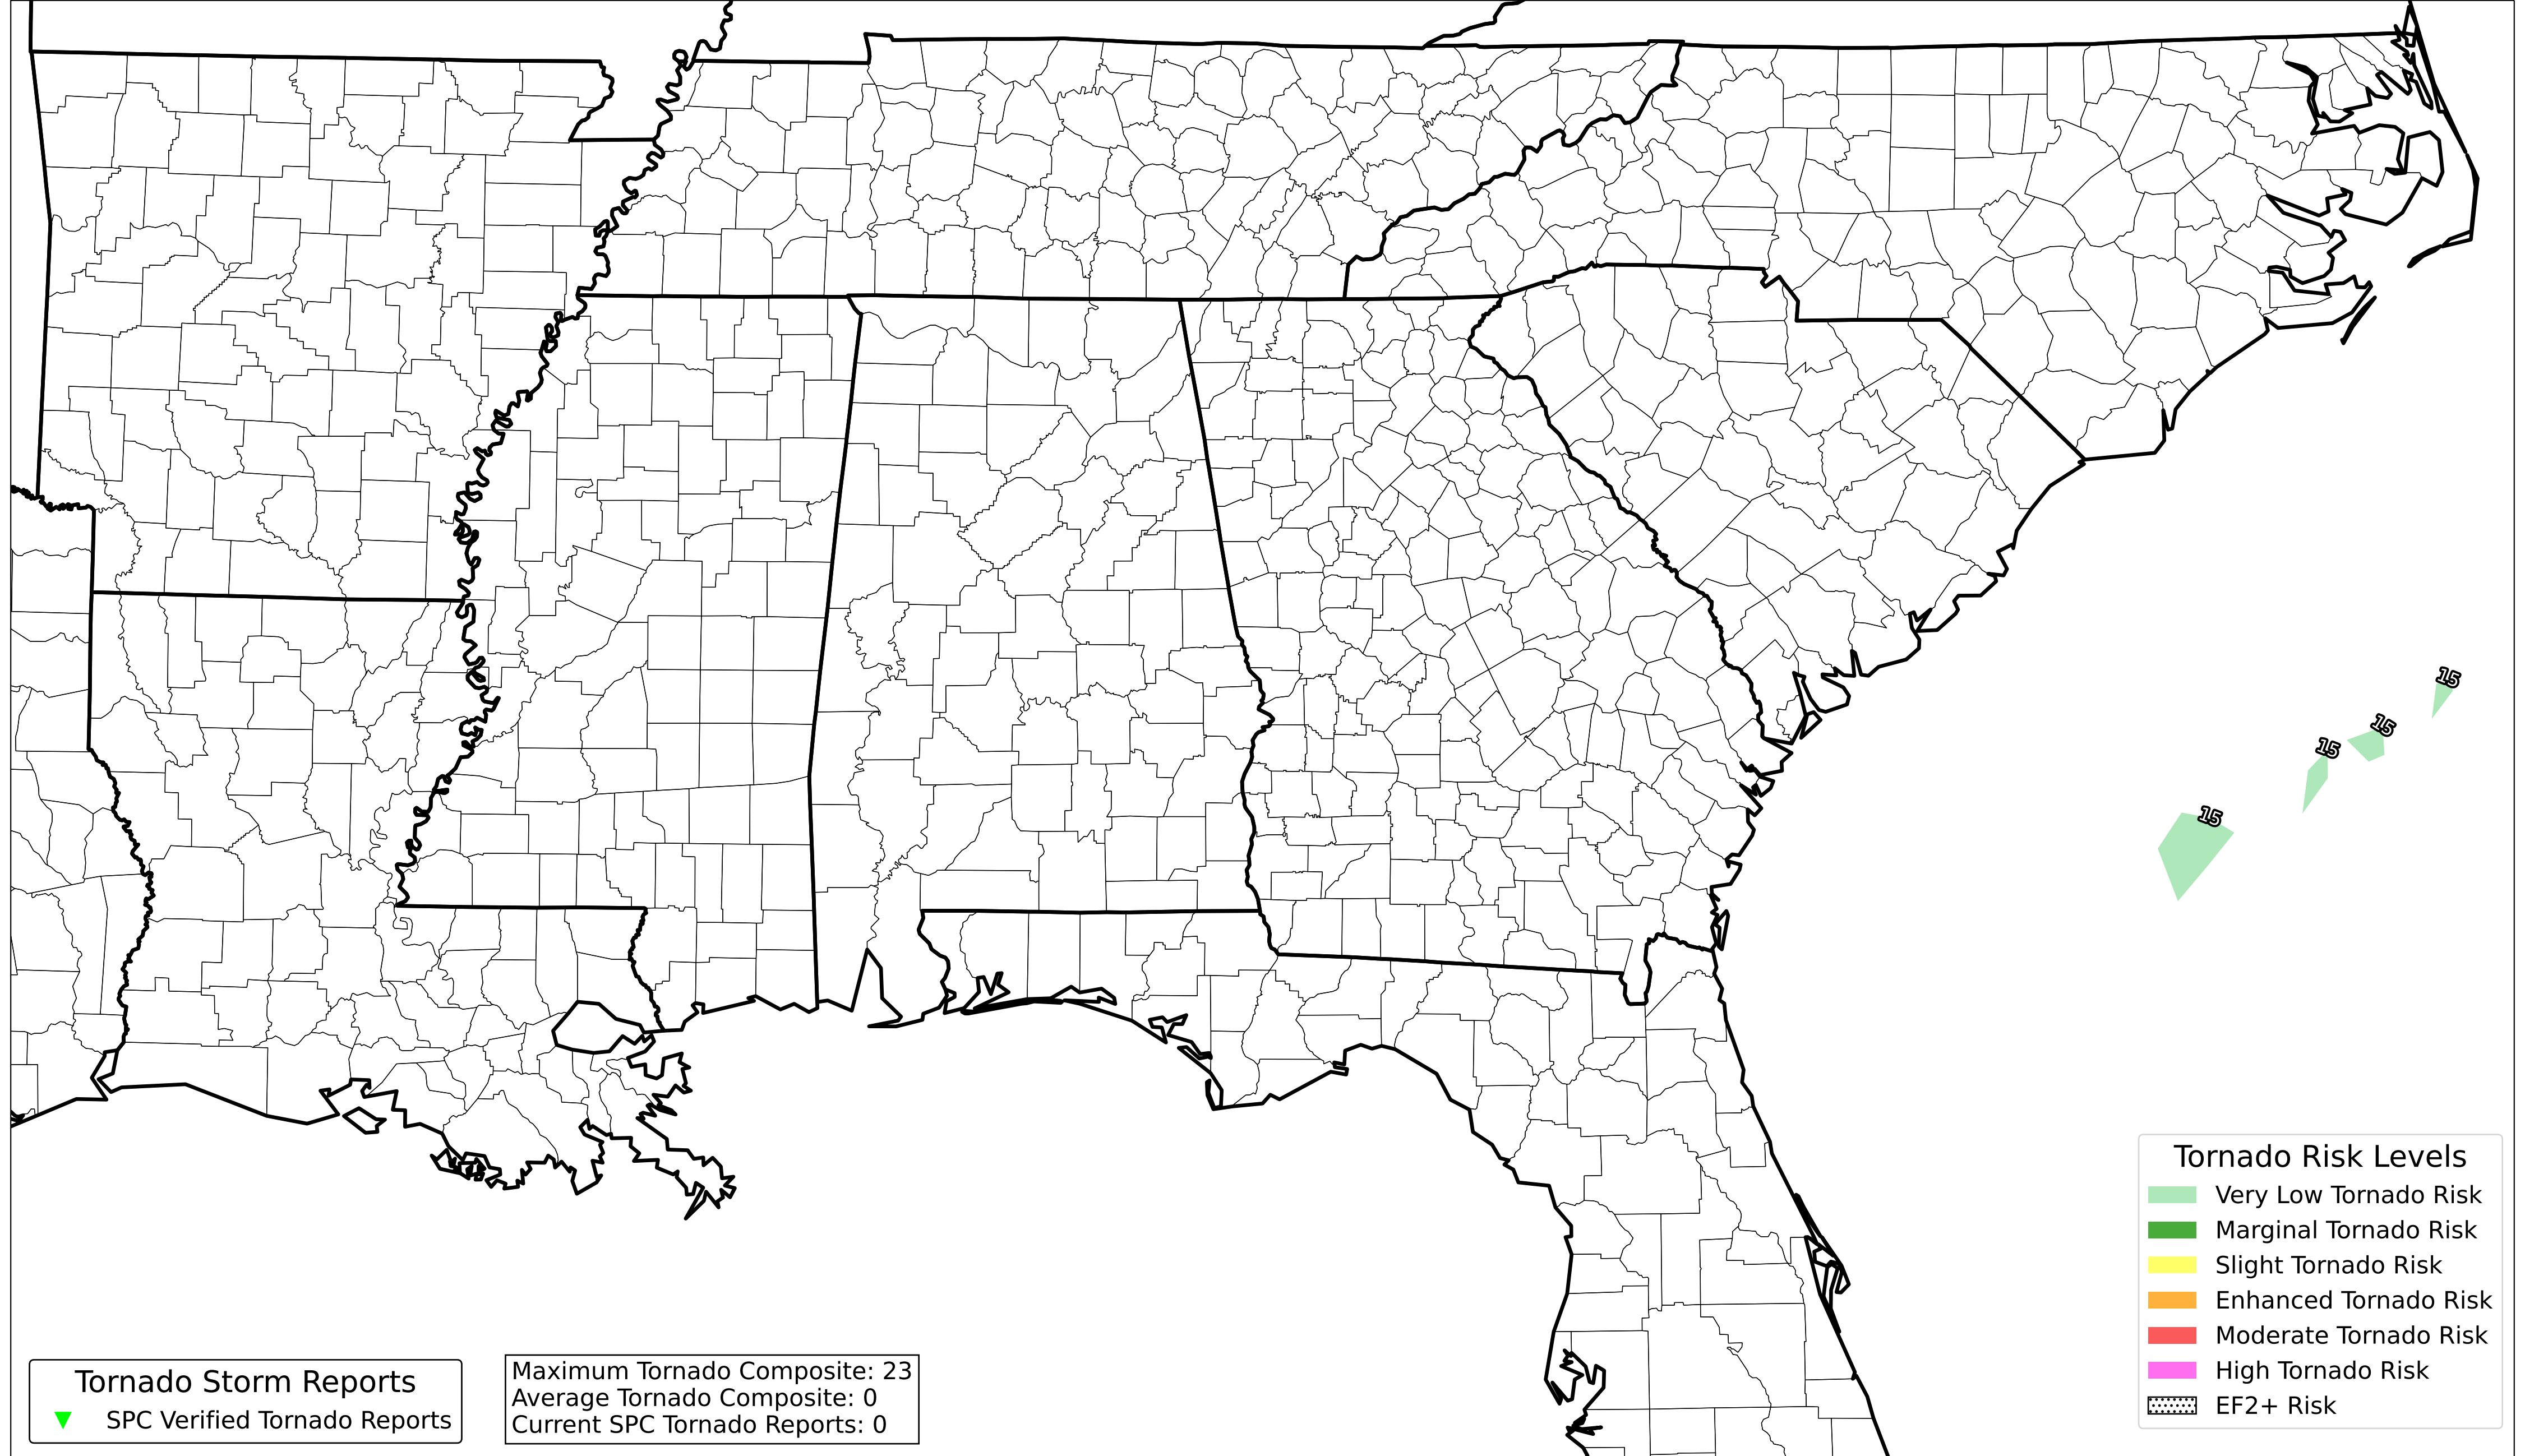 15
15
15
15
Tornado Risk Levels
Very Low Tornado Risk
Marginal Tornado Risk
Slight Tornado Risk
Enhanced Tornado Risk
Moderate Tornado Risk
High Tornado Risk
EF2+ Risk
Tornado Storm Reports
SPC Verified Tornado Reports
Maximum Tornado Composite: 23
Average Tornado Composite: 0
Current SPC Tornado Reports: 0